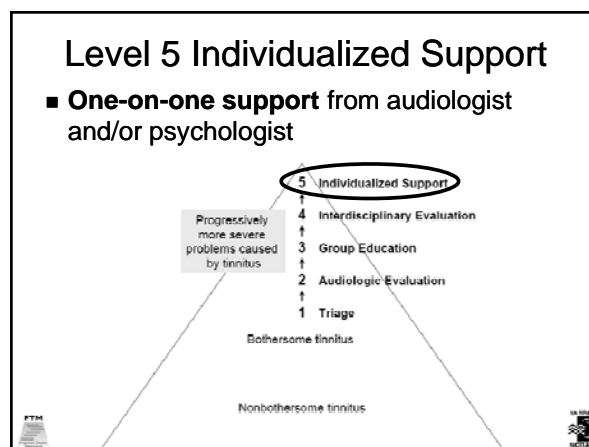 Level 5 Individualized Support
■ One-on-one support from audiologist
and/or psychologist
5 Individualized Support
4 Interdisciplinary Evaluation
Progressively
more severe
problems caused
by tinnitus
3 Group Education
2 Audiologic Evaluation
1 Triage
Bothersome tinnitus
Nonbothersome tinnitus
PTM